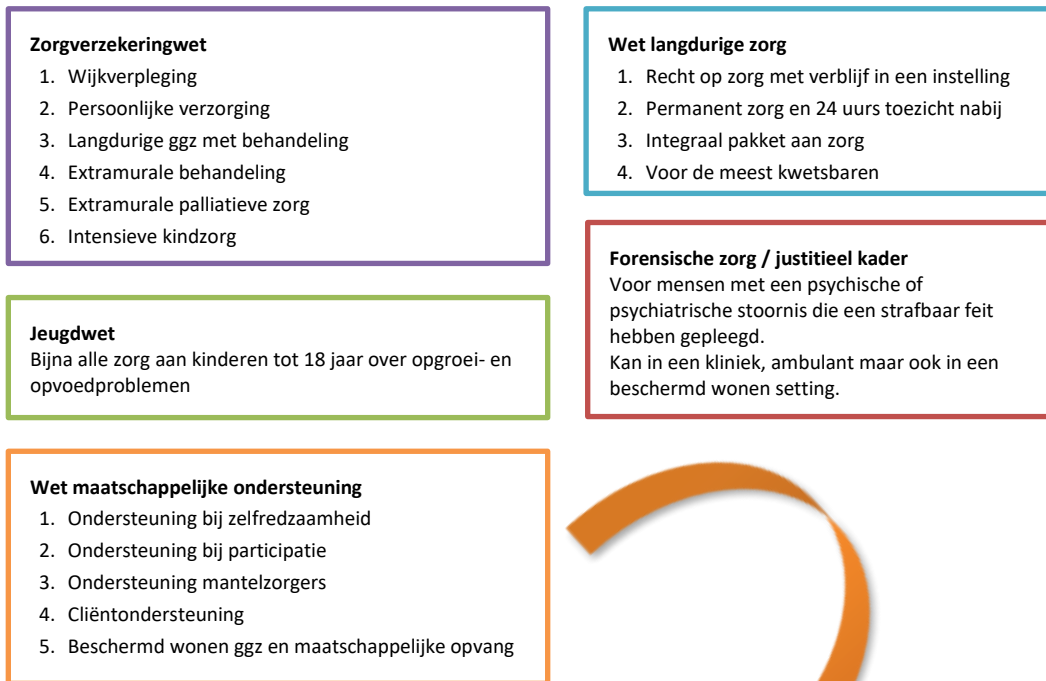 Zorgverzekeringwet
1. Wijkverpleging
2. Persoonlijke verzorging
3. Langdurige ggz met behandeling
4. Extramurale behandeling
5. Extramurale palliatieve zorg
6. Intensieve kindzorg
Jeugdwet
Bijna alle zorg aan kinderen tot 18 jaar over opgroei- en
opvoedproblemen
Wet maatschappelijke ondersteuning
1. Ondersteuning bij zelfredzaamheid
2. Ondersteuning bij participatie
3. Ondersteuning mantelzorgers
4. Cliëntondersteuning
5. Beschermd wonen ggz en maatschappelijke opvang
Wet langdurige zorg
1. Recht op zorg met verblijf in een instelling
2. Permanent zorg en 24 uurs toezicht nabij
3. Integraal pakket aan zorg
4. Voor de meest kwetsbaren
Forensische zorg / justitieel kader
Voor mensen met een psychische of
psychiatrische stoornis die een strafbaar feit
hebben gepleegd.
Kan in een kliniek, ambulant maar ook in een
beschermd wonen setting.